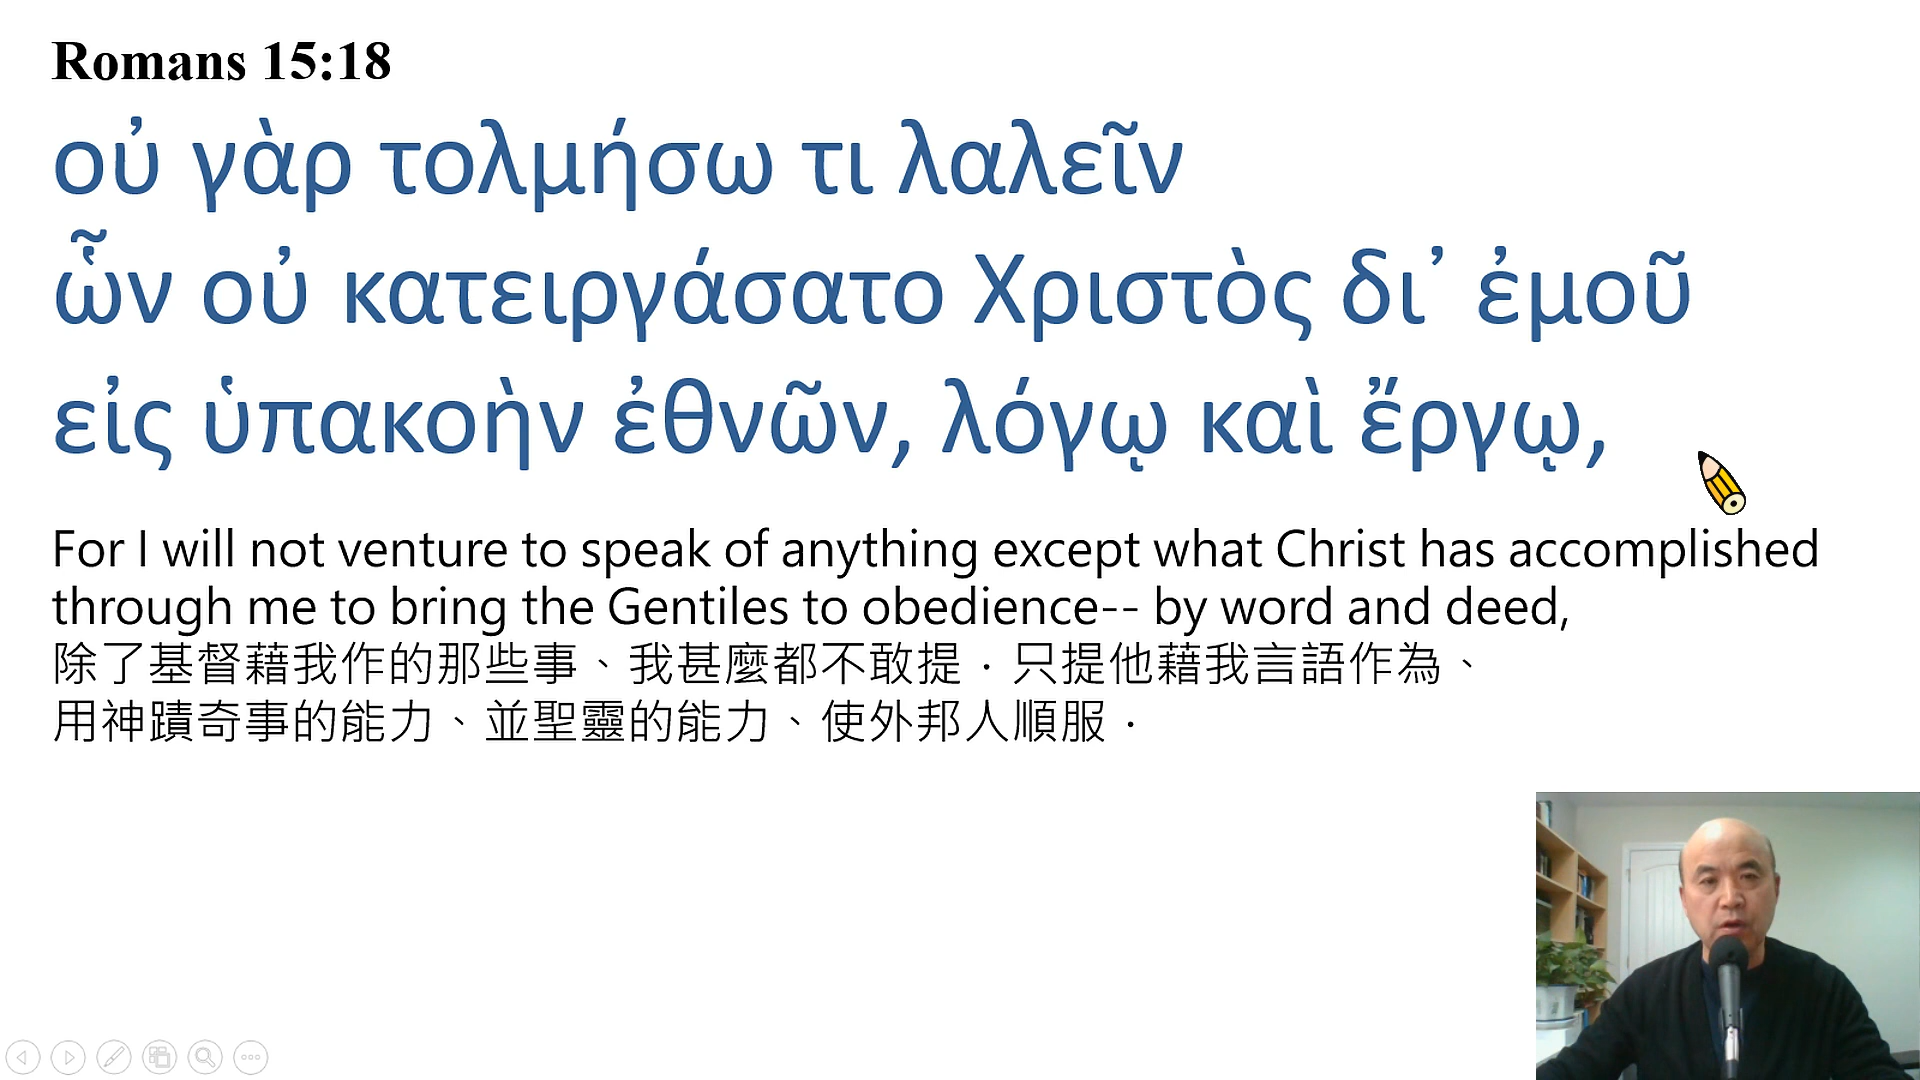 Romans 15:18
οὐ γὰρ τολμήσω τι λαλεῖν
ὧν οὐ κατειργάσατο Χριστὸς δι᾽ ἐμοῦ
εἰς ὑπακοὴν ἐθνῶν, λόγῳ καὶ ἔργῳ,
For I will not venture to speak of anything except what Christ has accomplished
through me to bring the Gentiles to obedience-- by word and deed,
除了基督藉我作的那些事、我甚麼都不敢提．只提他藉我言語作為、
用神蹟奇事的能力、並聖靈的能力、使外邦人順服．